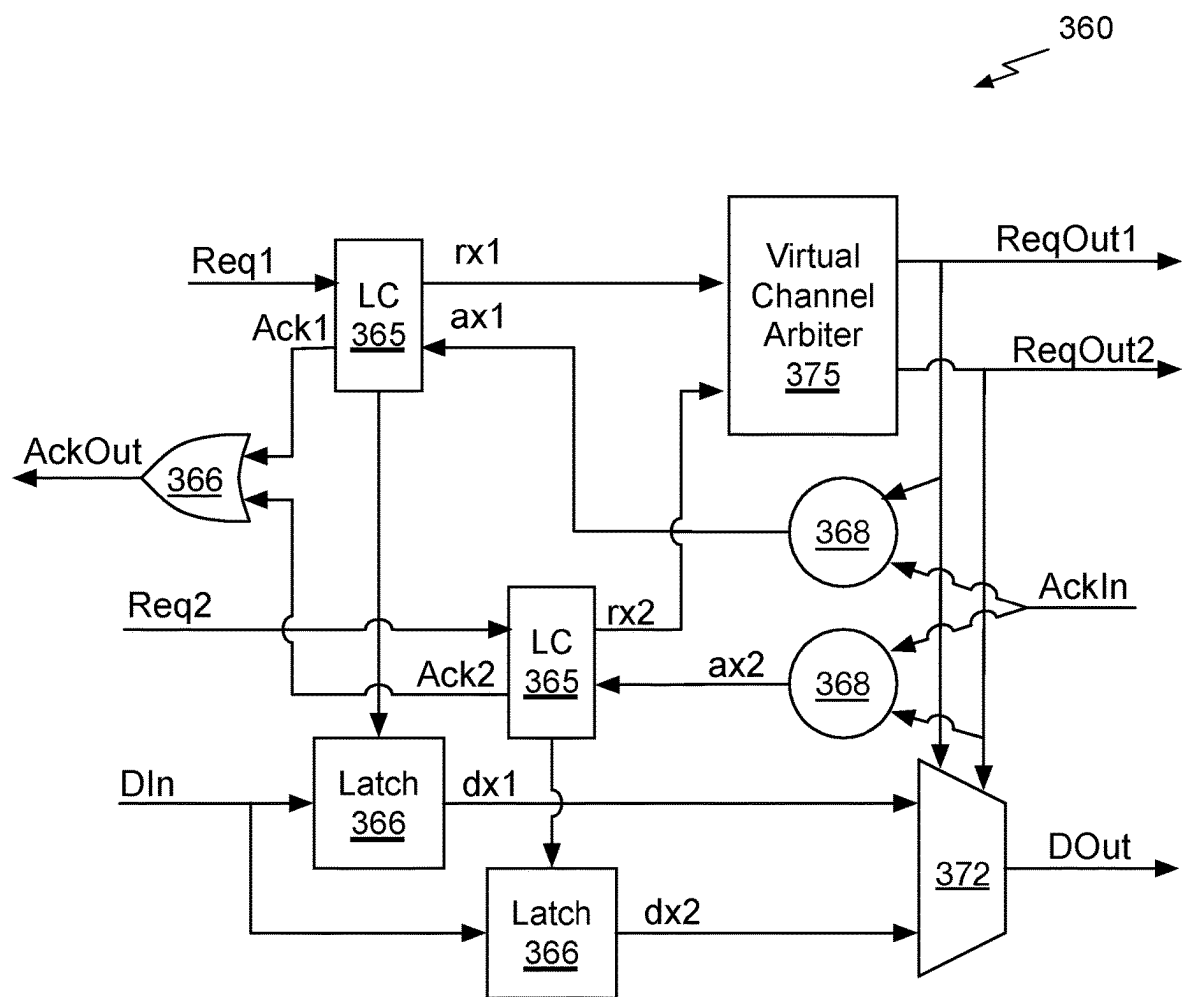 360
Req1
LC
365
rx1
ax1
Ack1
Virtual
Channel
Arbiter
375
ReqOut1
ReqOut2
AckOut
366
368
AckIn
Req2
LC
365
rx2
Ack2
ax2
368
DIn
Latch
366
dx1
372
DOut
Latch
366
dx2